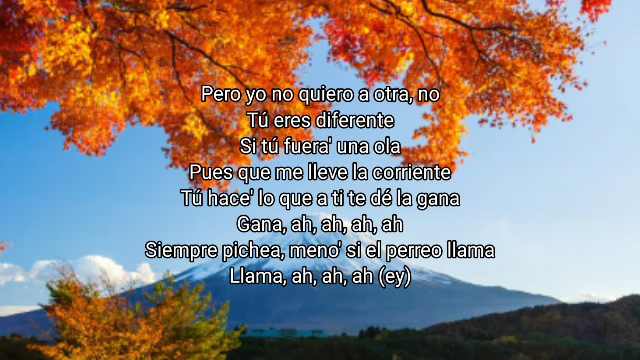 Pero yo no quiero a otra, no
Tú eres diferente
Si tú fuera' una ola
Pues que me lleve la corriente
Tú hace' lo que a ti te dé la gana
Gana, ah, ah, ah, ah
Siempre pichea, meno' si el perreo llama
Llama, ah, ah, ah (ey)